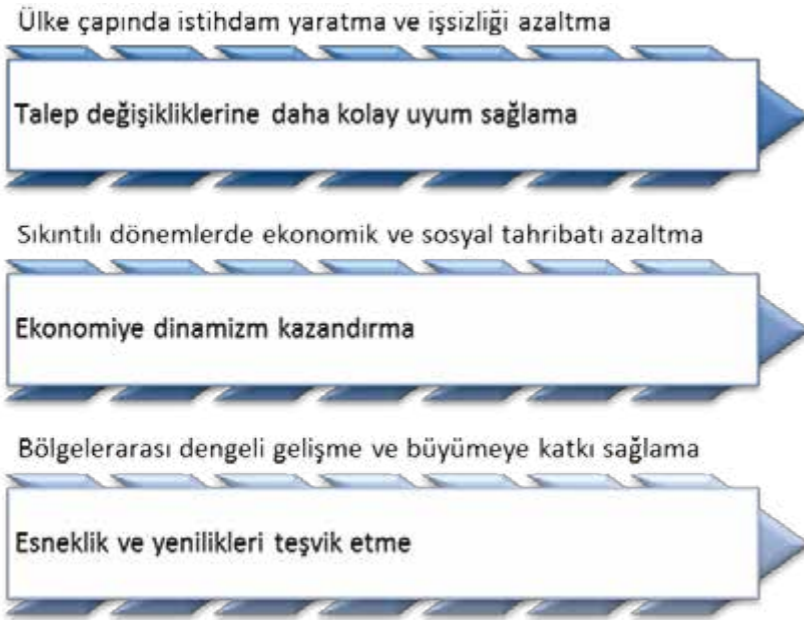 Ülke çapında istihdam yaratma ve işsizliği azaltma
Talep değişikliklerine daha kolay uyum sağlama
Sıkıntılı dönemlerde ekonomik ve sosyal tahribatı azaltma
Ekonomiye dinamizm kazandırma
Bölgelerarası dengeli gelişme ve büyümeye katkı sağlama
Esneklik ve yenilikleri teşvik etme